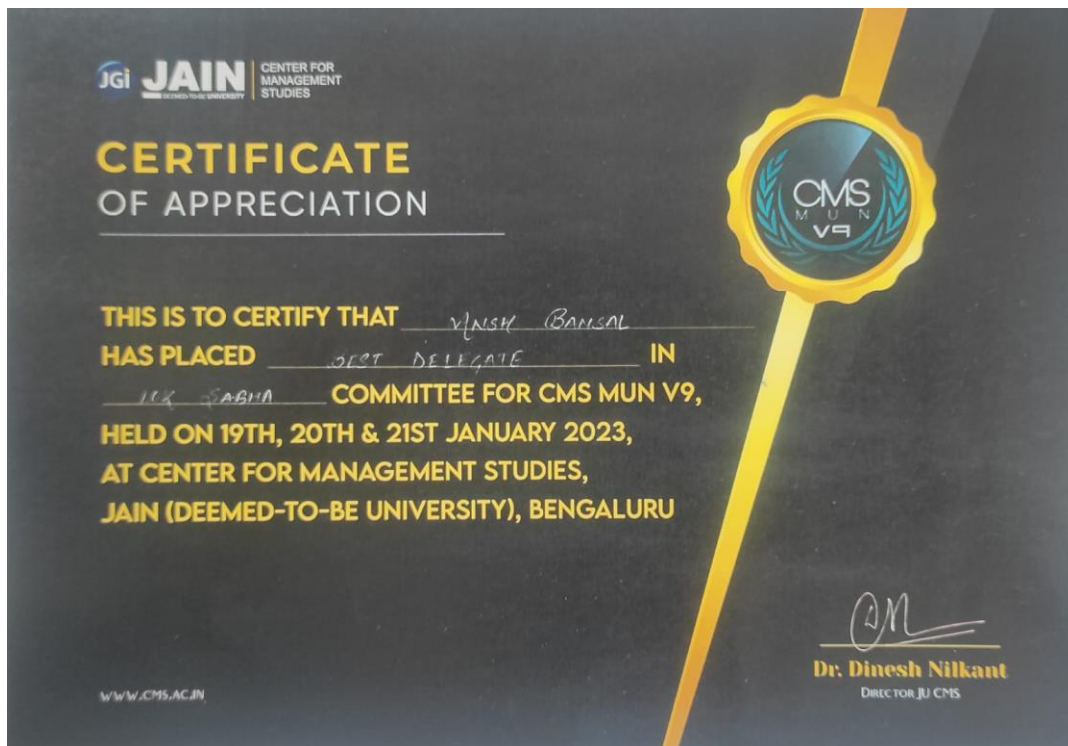 JGI JAIN CENTER FOR
DEEMED-TO-BE UNIVERSITY MANAGEMENT
STUDIES
CERTIFICATE
OF APPRECIATION
CMS
MUN
V9
THIS IS TO CERTIFY THAT BANSAL
HAS PLACED BEST DELEGATE IN
SABHA COMMITTEE FOR CMS MUN V9,
HELD ON 19TH, 20TH & 21ST JANUARY 2023,
AT CENTER FOR MANAGEMENT STUDIES,
JAIN (DEEMED-TO-BE UNIVERSITY), BENGALURU
Dr. Dinesh Nilkant
DIRECTOR JU CMS
WWW.CMS.AC.IN